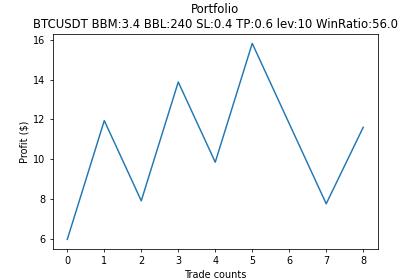 Portfolio
BTCUSDT BBM:3.4 BBL:240 SL:0.4 TP:0.6 lev:10 WinRatio:56.0
16
14
12
10
8
6
Profit ($)
0 1 2 3 4 5 6 7 8
Trade counts